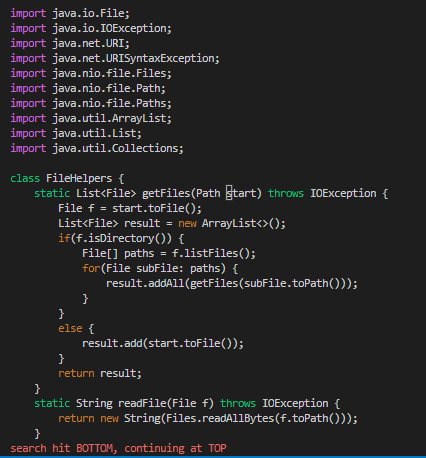 import java.io.File;
import java.io.IOException;
import java.net.URI;
import java.net.URISyntaxException;
import java.nio.file.Files;
import java.nio.file.Path;
import java.nio.file.Paths;
import java.util.ArrayList;
import java.util.List;
import java.util.Collections;

class FileHelpers {
    static List<File> getFiles(Path start) throws IOException {
        File f = start.toFile();
        List<File> result = new ArrayList<>();
        if(f.isDirectory()) {
            File[] paths = f.listFiles();
            for(File subFile: paths) {
                result.addAll(getFiles(subFile.toPath()));
            }
        }
        else {
            result.add(start.toFile());
        }
        return result;
    }
    static String readFile(File f) throws IOException {
        return new String(Files.readAllBytes(f.toPath()));
    }
search hit BOTTOM, continuing at TOP